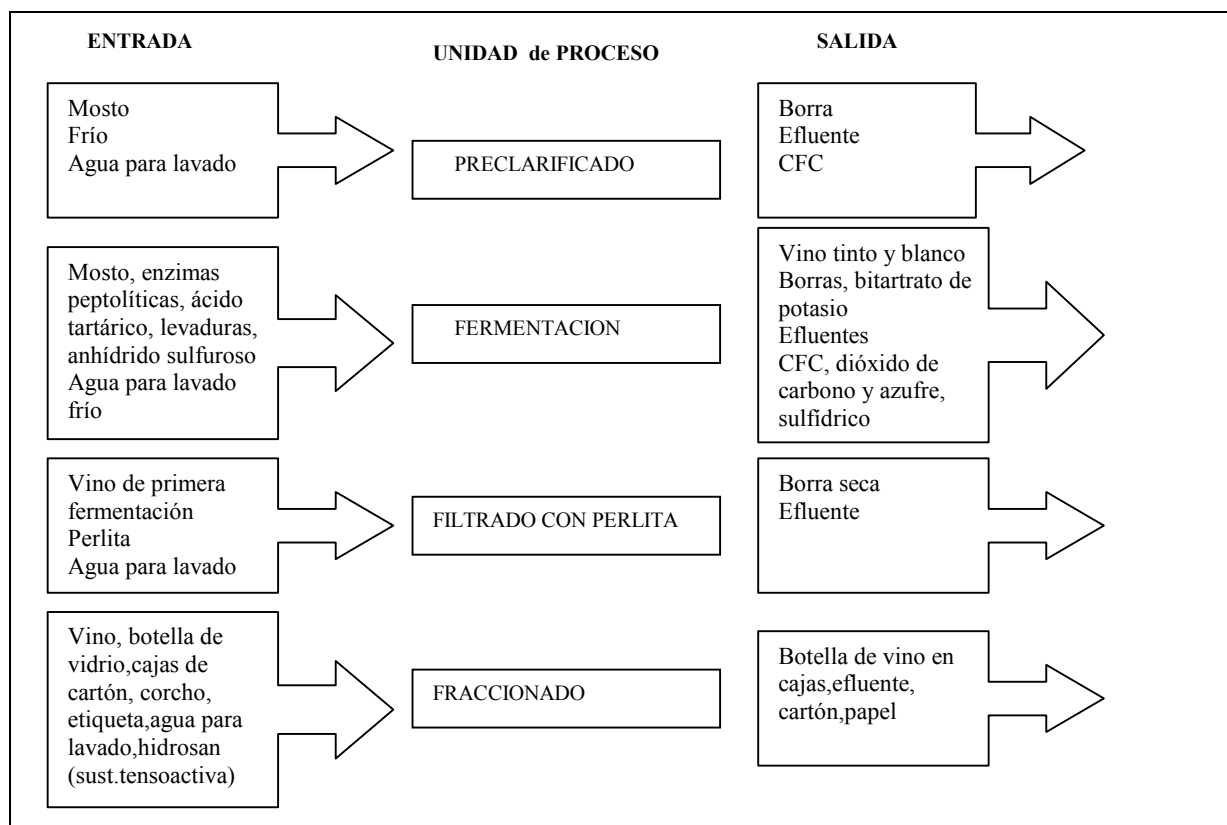 ENTRADA
UNIDAD de PROCESO
SALIDA
Mosto
Frío
Agua para lavado
PRECLARIFICADO
Borra
Efluente
CFC
Mosto, enzimas
peptolíticas, ácido
tartárico, levaduras,
anhídrido sulfuroso
Agua para lavado
frío
FERMENTACION
Vino tinto y blanco
Borras, bitartrato de
potasio
Efluentes
CFC, dióxido de
carbono y azufre,
sulfídrico
Vino de primera
fermentación
Perlita
Agua para lavado
FILTRADO CON PERLITA
Borra seca
Efluente
Vino, botella de
vidrio,cajas de
cartón, corcho,
etiqueta,agua para
lavado,hidrosan
(sust.tensoactiva)
FRACCIONADO
Botella de vino en
cajas,efluente,
cartón,papel